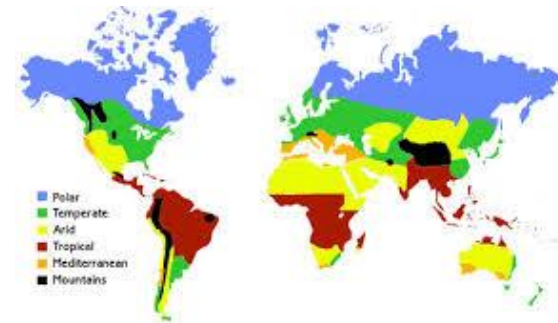 Polar
Temperate
Arid
Tropical
Mediterranean
Mountains